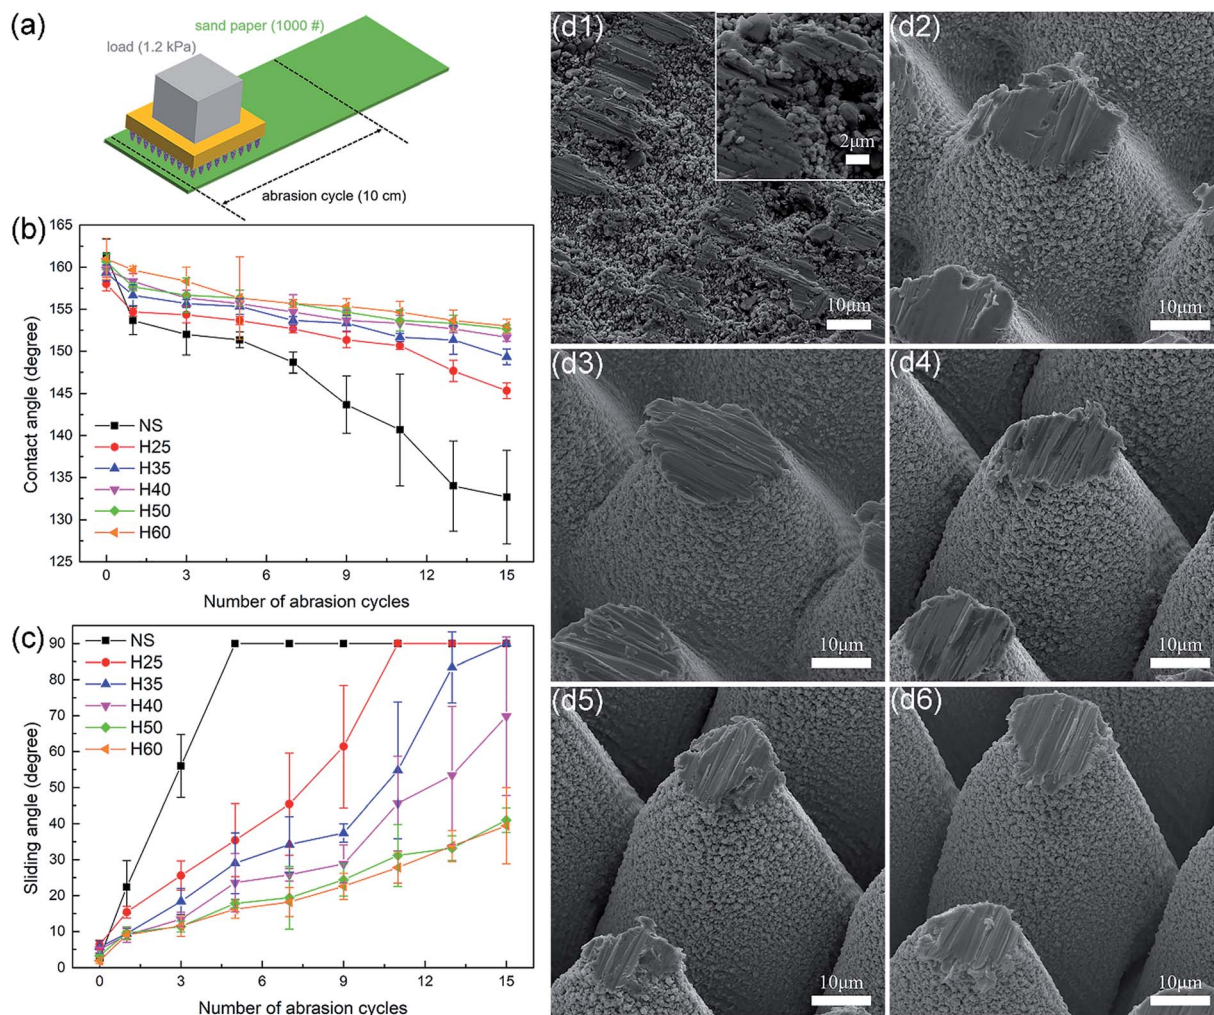 (a)
sand paper (1000 #)
load (1.2 kPa)
abrasion cycle (10 cm)
(b)
165
160
155
150
145
140
135
130
125
Contact angle (degree)
NS
H25
H35
H40
H50
H60
0 3 6 9 12 15
Number of abrasion cycles
(c)
90
80
70
60
50
40
30
20
10
0
Sliding angle (degree)
NS
H25
H35
H40
H50
H60
0 3 6 9 12 15
Number of abrasion cycles
(d1)
2μm
10μm
(d2)
10μm
(d3)
10μm
(d4)
10μm
(d5)
10μm
(d6)
10μm